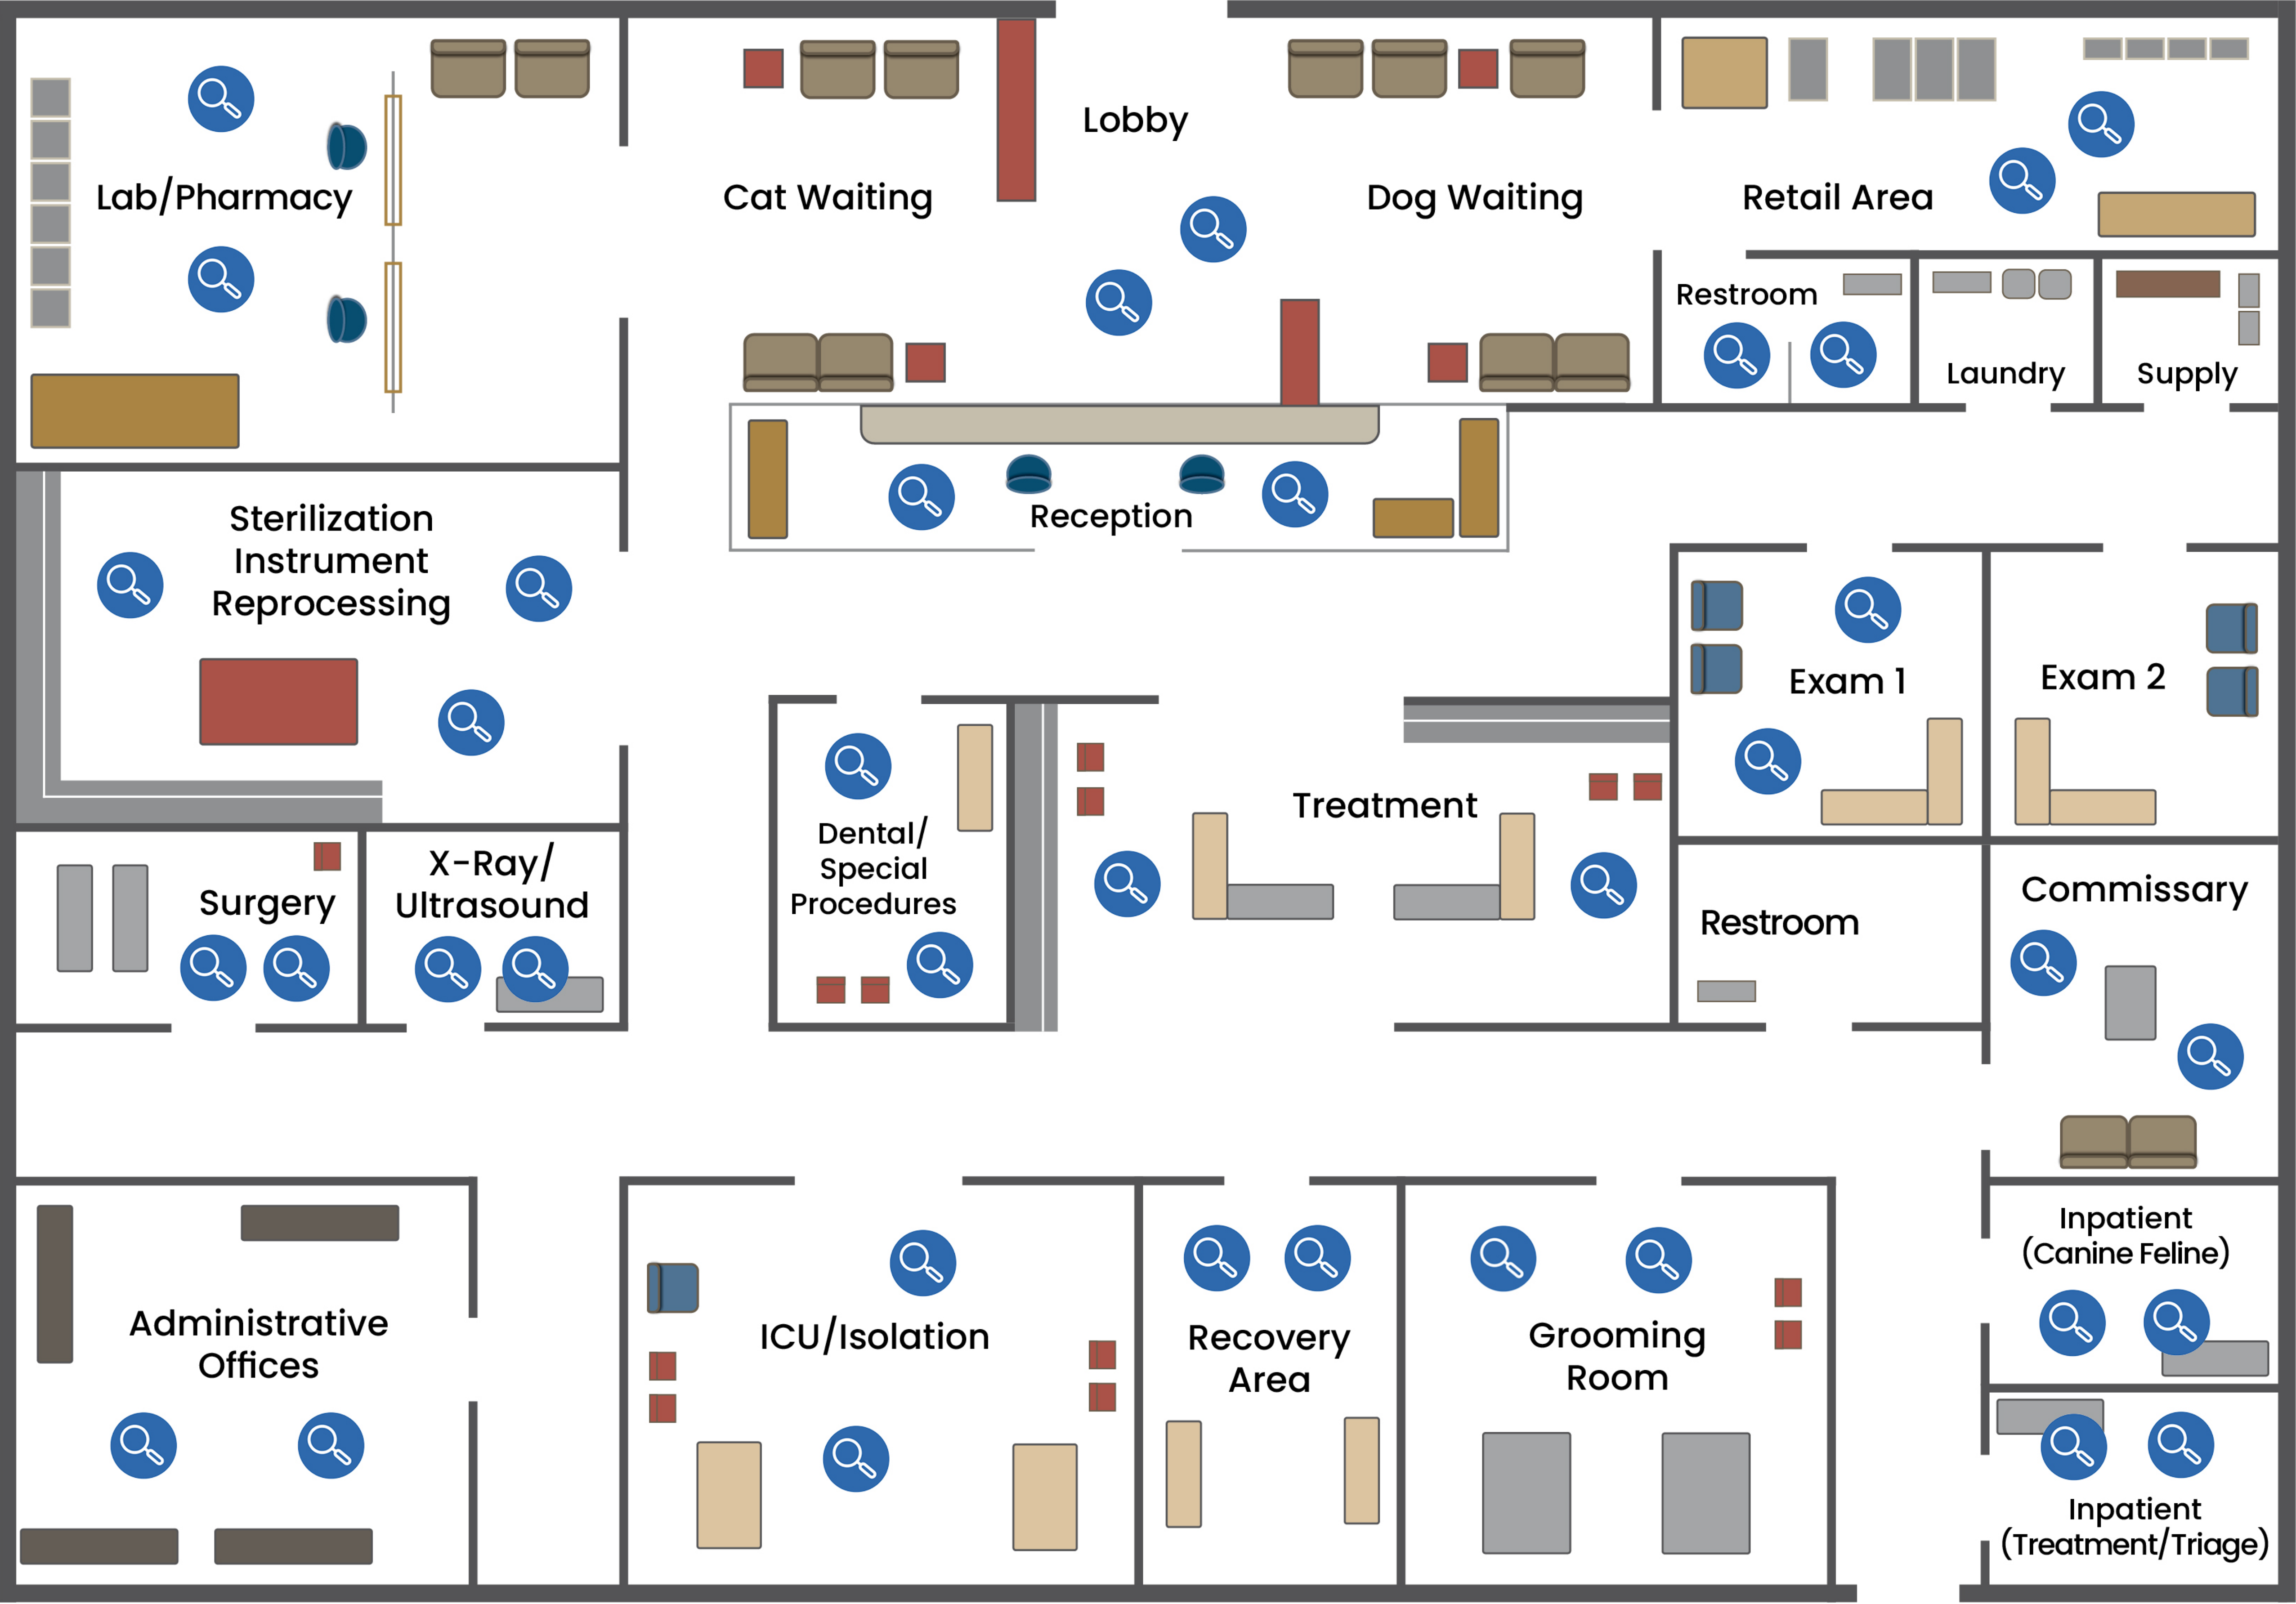 Lobby
Lab/Pharmacy
Cat Waiting
Dog Waiting
Retail Area
Restroom
Laundry
Supply
Sterilization
Instrument
Reprocessing
Reception
Exam 1
Exam 2
Surgery
X-Ray/
Ultrasound
Dental/
Special
Procedures
Treatment
Restroom
Commissary
Administrative
Offices
ICU/Isolation
Recovery
Area
Grooming
Room
Inpatient
(Canine Feline)
Inpatient
(Treatment/Triage)